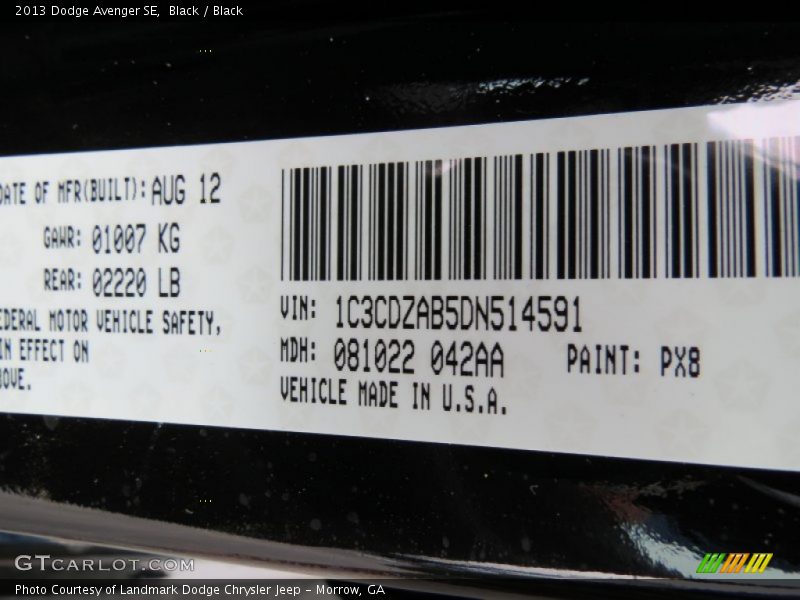 2013 Dodge Avenger SE,  Black / Black
DATE OF MFR(BUILT): AUG 12
GAWR: 01007 KG
REAR: 02220 LB
EDERAL MOTOR VEHICLE SAFETY,
IN EFFECT ON
OVE.
VIN: 1C3CDZAB5DN514591
MDH: 081022 042AA
PAINT: PX8
VEHICLE MADE IN U.S.A.
GTCARLOT.COM
Photo Courtesy of Landmark Dodge Chrysler Jeep – Morrow, GA